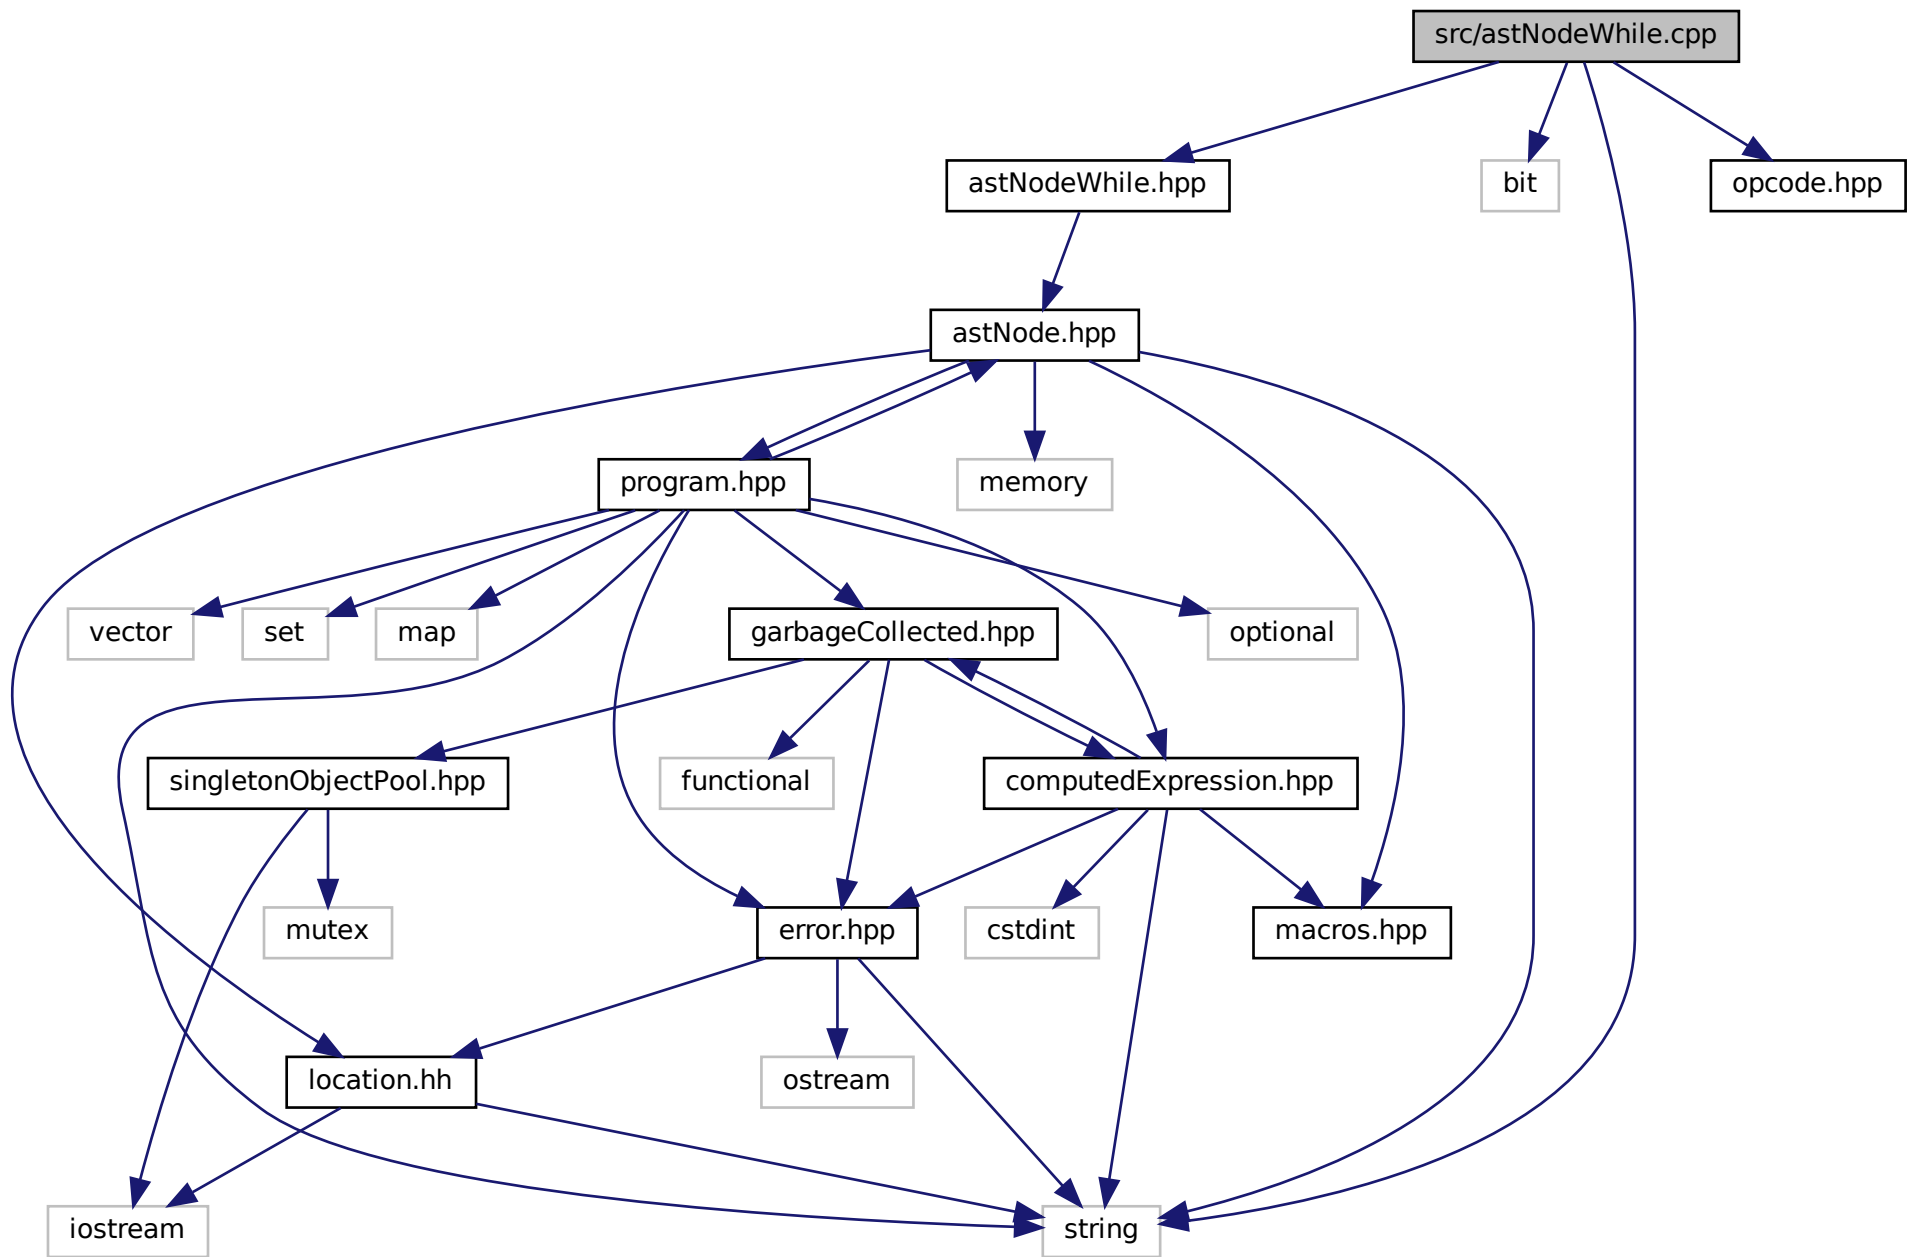 src/astNodeWhile.cpp
astNodeWhile.hpp
bit
opcode.hpp
astNode.hpp
program.hpp
memory
vector
set
map
garbageCollected.hpp
optional
singletonObjectPool.hpp
functional
computedExpression.hpp
mutex
error.hpp
cstdint
macros.hpp
location.hh
ostream
iostream
string